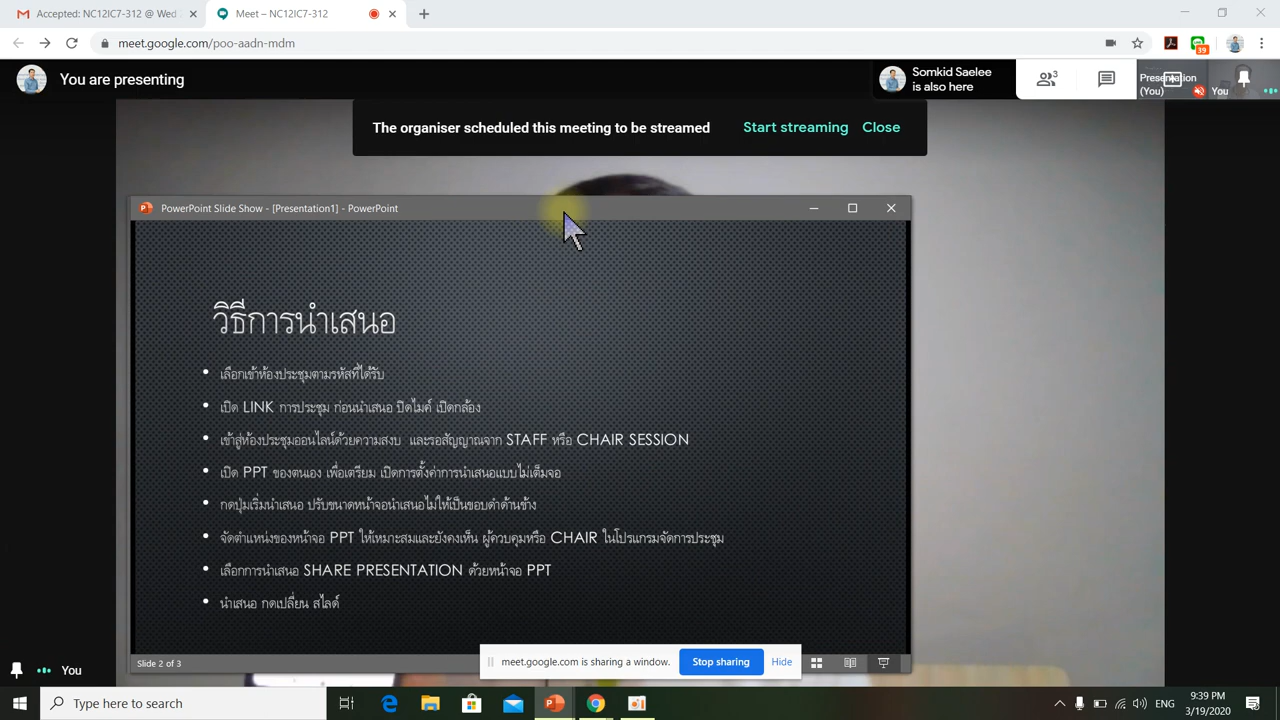 Accepted: NC12IC7-312 @ Wed
Meet – NC12IC7-312
meet.google.com/poo-aadn-mdm
39
You are presenting
Somkid Saelee
is also here
3
Presentation
(You)
You
The organiser scheduled this meeting to be streamed
Start streaming
Close
PowerPoint Slide Show - [Presentation1] - PowerPoint
วิธีการนำเสนอ
• เลือกเข้าห้องประชุมตามรหัสที่ได้รับ
• เปิด LINK การประชุม ก่อนนำเสนอ ปิดไมค์ เปิดกล้อง
• เข้าสู่ห้องประชุมออนไลน์ด้วยความสงบ และรอสัญญาณจาก STAFF หรือ CHAIR SESSION
• เปิด PPT ของตนเอง เพื่อเตรียม เปิดการตั้งค่าการนำเสนอแบบไม่เต็มจอ
• กดปุ่มเริ่มนำเสนอ ปรับขนาดหน้าจอนำเสนอไม่ให้เป็นขอบดำด้านข้าง
• จัดตำแหน่งของหน้าจอ PPT ให้เหมาะสมและยังคงเห็น ผู้ควบคุมหรือ CHAIR ในโปรแกรมจัดการประชุม
• เลือกการนำเสนอ SHARE PRESENTATION ด้วยหน้าจอ PPT
• นำเสนอ กดเปลี่ยน สไลด์
Slide 2 of 3
meet.google.com is sharing a window.
Stop sharing
Hide
You
Type here to search
ENG
9:39 PM
3/19/2020